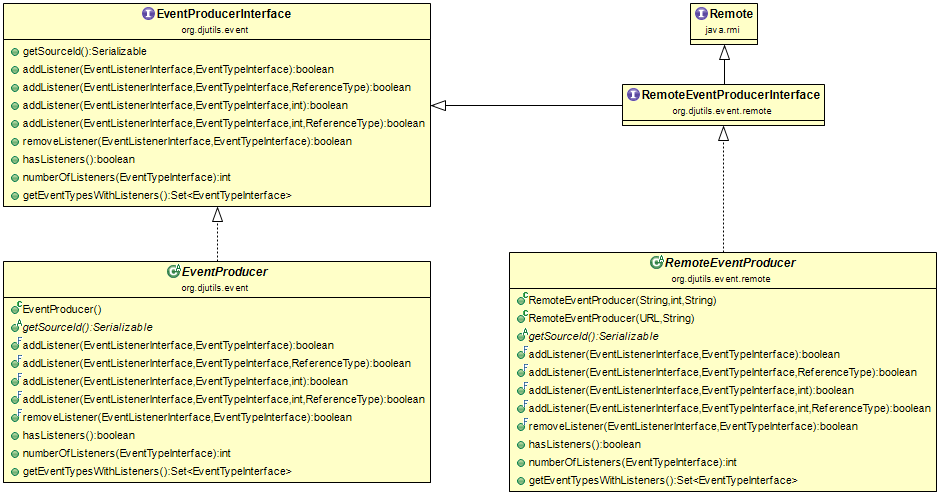 EventProducerInterface
org.djutils.event
getSourceId():Serializable
addListener(EventListenerInterface,EventTypeInterface):boolean
addListener(EventListenerInterface,EventTypeInterface,ReferenceType):boolean
addListener(EventListenerInterface,EventTypeInterface,int):boolean
addListener(EventListenerInterface,EventTypeInterface,int,ReferenceType):boolean
removeListener(EventListenerInterface,EventTypeInterface):boolean
hasListeners():boolean
numberOfListeners(EventTypeInterface):int
getEventTypesWithListeners():Set<EventTypeInterface>
Remote
java.rmi
RemoteEventProducerInterface
org.djutils.event.remote
EventProducer
org.djutils.event
EventProducer()
getSourceId():Serializable
addListener(EventListenerInterface,EventTypeInterface):boolean
addListener(EventListenerInterface,EventTypeInterface,ReferenceType):boolean
addListener(EventListenerInterface,EventTypeInterface,int):boolean
addListener(EventListenerInterface,EventTypeInterface,int,ReferenceType):boolean
removeListener(EventListenerInterface,EventTypeInterface):boolean
hasListeners():boolean
numberOfListeners(EventTypeInterface):int
getEventTypesWithListeners():Set<EventTypeInterface>
RemoteEventProducer
org.djutils.event.remote
RemoteEventProducer(String,int,String)
RemoteEventProducer(URL,String)
getSourceId():Serializable
addListener(EventListenerInterface,EventTypeInterface):boolean
addListener(EventListenerInterface,EventTypeInterface,ReferenceType):boolean
addListener(EventListenerInterface,EventTypeInterface,int):boolean
addListener(EventListenerInterface,EventTypeInterface,int,ReferenceType):boolean
removeListener(EventListenerInterface,EventTypeInterface):boolean
hasListeners():boolean
numberOfListeners(EventTypeInterface):int
getEventTypesWithListeners():Set<EventTypeInterface>